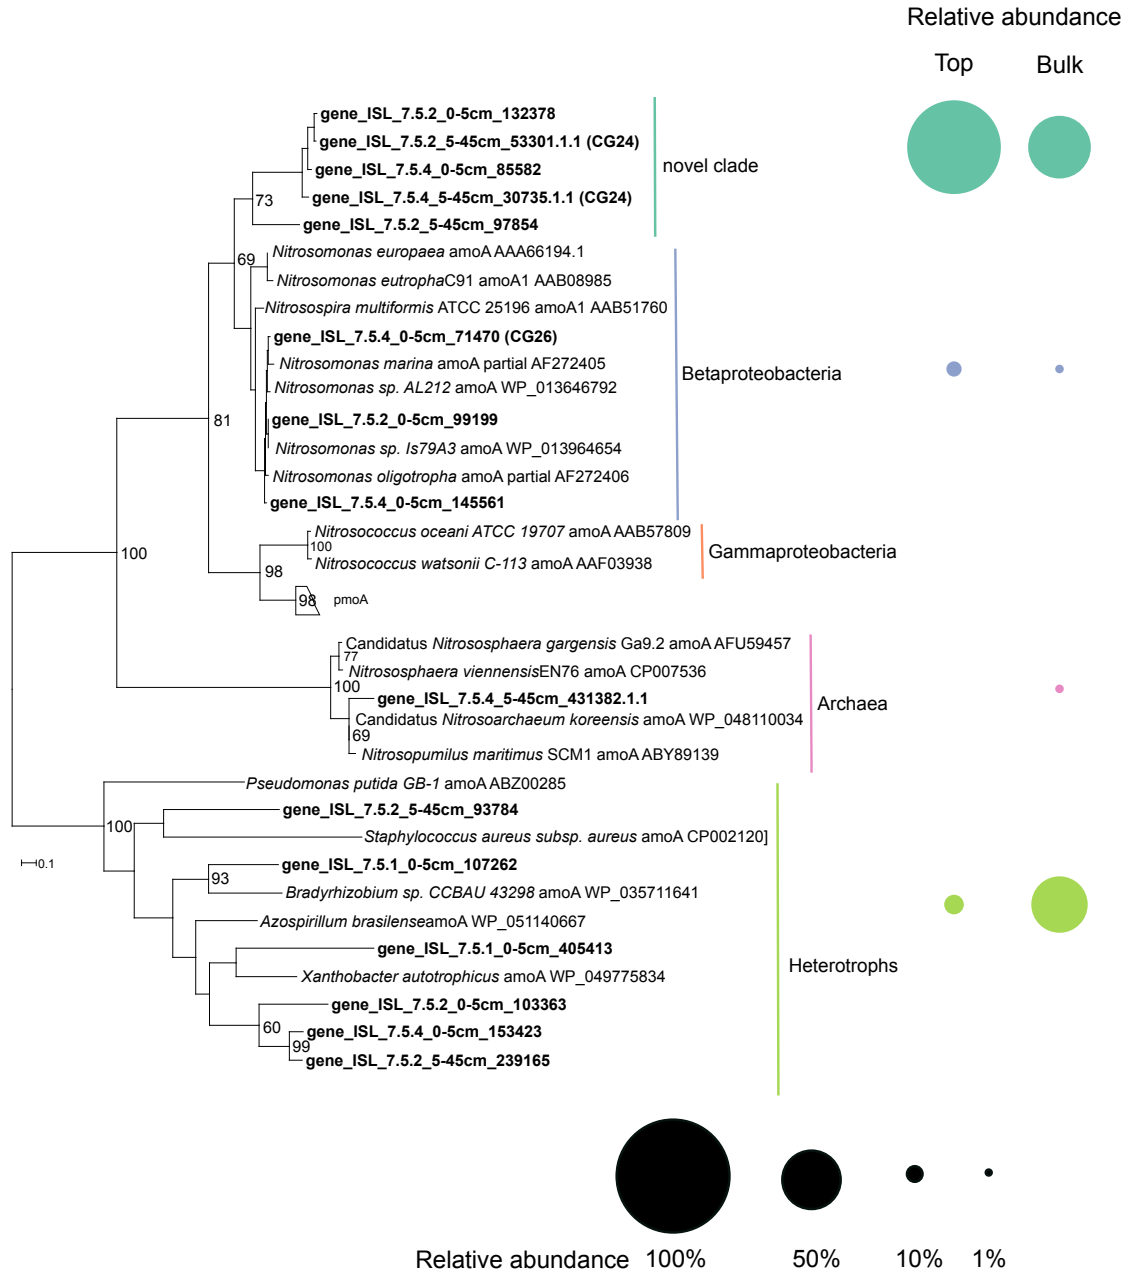 Relative abundance
Top Bulk
gene_ISL_7.5.2_0-5cm_132378
gene_ISL_7.5.2_5-45cm_53301.1.1 (CG24)
gene_ISL_7.5.4_0-5cm_85582
novel clade
gene_ISL_7.5.4_5-45cm_30735.1.1 (CG24)
73
gene_ISL_7.5.2_5-45cm_97854
Nitrosomonas europaea amoA AAA66194.1
69
Nitrosomonas eutrophaC91 amoA1 AAB08985
Nitrosospira multiformis ATCC 25196 amoA1 AAB51760
gene_ISL_7.5.4_0-5cm_71470 (CG26)
Nitrosomonas marina amoA partial AF272405
Betaproteobacteria
Nitrosomonas sp. AL212 amoA WP_013646792
81
gene_ISL_7.5.2_0-5cm_99199
Nitrosomonas sp. Is79A3 amoA WP_013964654
Nitrosomonas oligotropha amoA partial AF272406
gene_ISL_7.5.4_0-5cm_145561
Nitrosococcus oceani ATCC 19707 amoA AAB57809
100
100
Gammaproteobacteria
Nitrosococcus watsonii C-113 amoA AAF03938
98
98
pmoA
Candidatus Nitrososphaera gargensis Ga9.2 amoA AFU59457
77
Nitrososphaera viennensisEN76 amoA CP007536
100
gene_ISL_7.5.4_5-45cm_431382.1.1
Archaea
Candidatus Nitrosoarchaeum koreensis amoA WP_048110034
69
Nitrosopumilus maritimus SCM1 amoA ABY89139
Pseudomonas putida GB-1 amoA ABZ00285
gene_ISL_7.5.2_5-45cm_93784
100
Staphylococcus aureus subsp. aureus amoA CP002120]
0.1
gene_ISL_7.5.1_0-5cm_107262
93
Bradyrhizobium sp. CCBAU 43298 amoA WP_035711641
Azospirillum brasilenseamoA WP_051140667
gene_ISL_7.5.1_0-5cm_405413
Heterotrophs
Xanthobacter autotrophicus amoA WP_049775834
gene_ISL_7.5.2_0-5cm_103363
60
gene_ISL_7.5.4_0-5cm_153423
99
gene_ISL_7.5.2_5-45cm_239165
Relative abundance 100% 50% 10% 1%